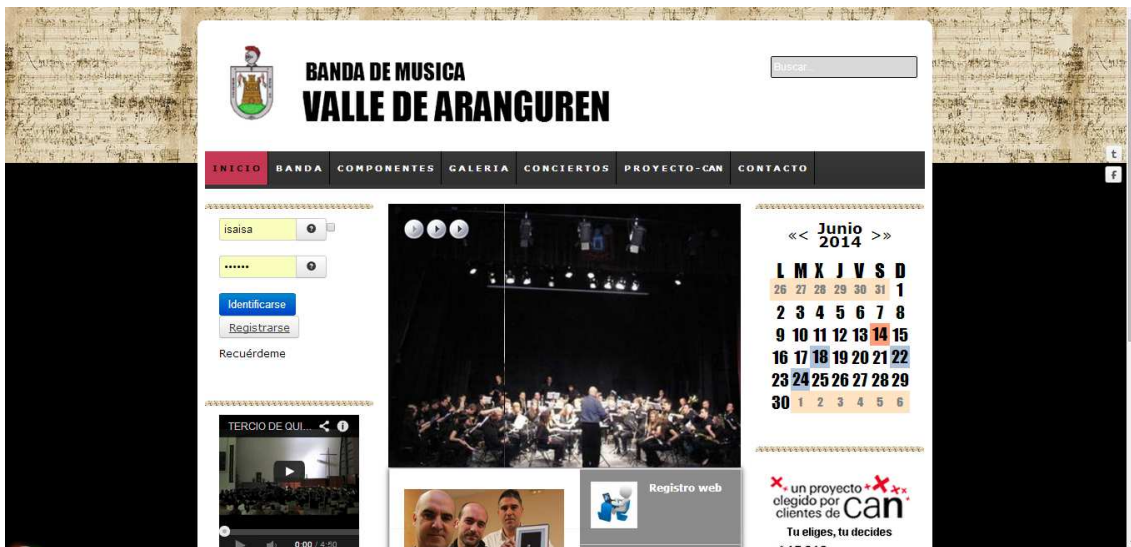 BANDA DE MUSICA
VALLE DE ARANGUREN
Buscar...
INICIO BANDA COMPONENTES GALERIA CONCIERTOS PROYECTO-CAN CONTACTO
t
f
isaisa
••••••
Identificarse
Registrarse
Recuérdeme
TERCIO DE QUI...
0:00 / 4:50
Registro web
«< Junio >»
2014
L M X J V S D
26 27 28 29 30 31 1
2 3 4 5 6 7 8
9 10 11 12 13 14 15
16 17 18 19 20 21 22
23 24 25 26 27 28 29
30 1 2 3 4 5 6
un proyecto
elegido por can
clientes de
Tu eliges, tu decides